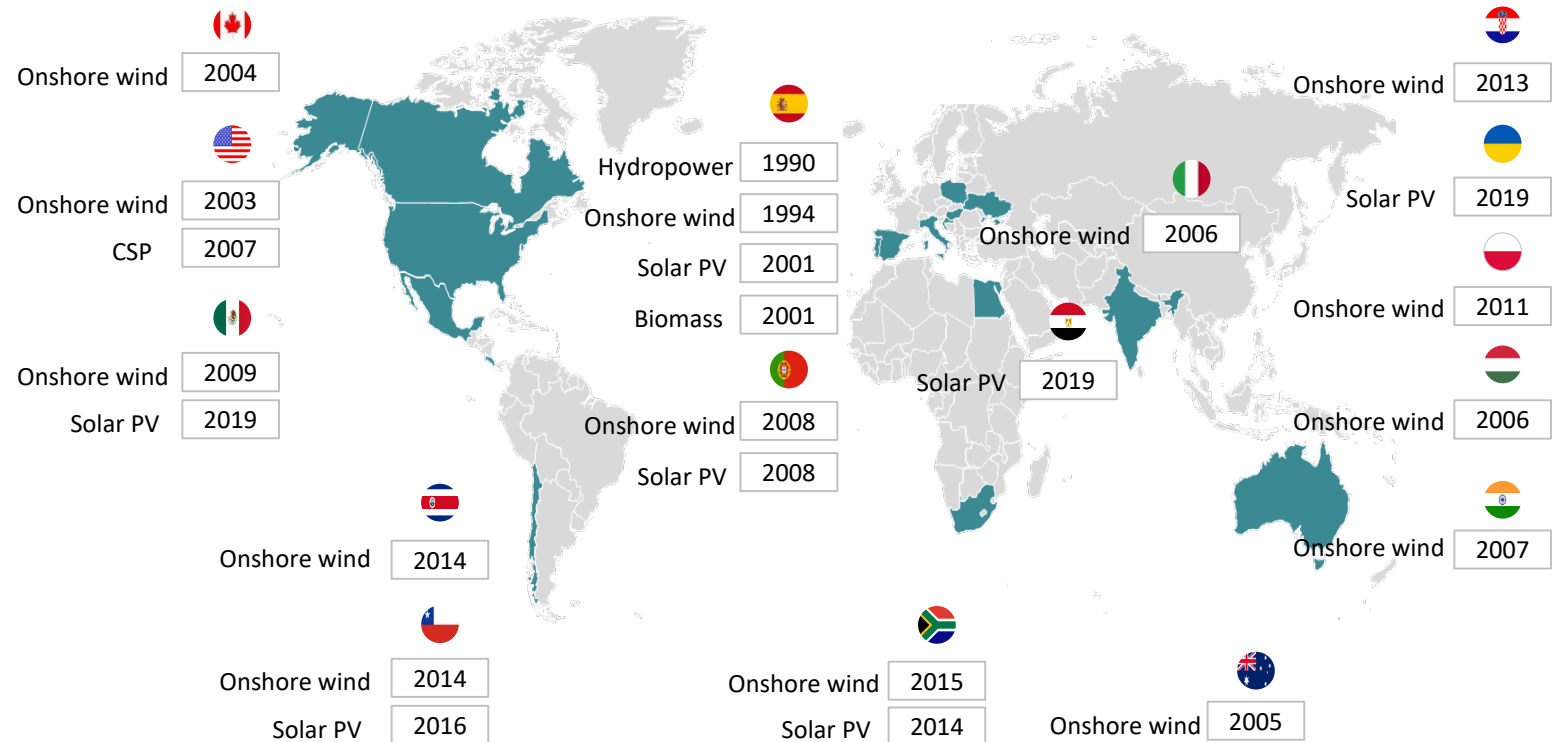 Onshore wind 2004
Onshore wind 2003
CSP 2007
Onshore wind 2009
Solar PV 2019
Onshore wind 2014
Onshore wind 2014
Solar PV 2016
Hydropower 1990
Onshore wind 1994
Solar PV 2001
Biomass 2001
Onshore wind 2008
Solar PV 2008
Onshore wind 2006
Solar PV 2019
Onshore wind 2015
Solar PV 2014
Onshore wind 2005
Onshore wind 2013
Solar PV 2019
Onshore wind 2011
Onshore wind 2006
Onshore wind 2007